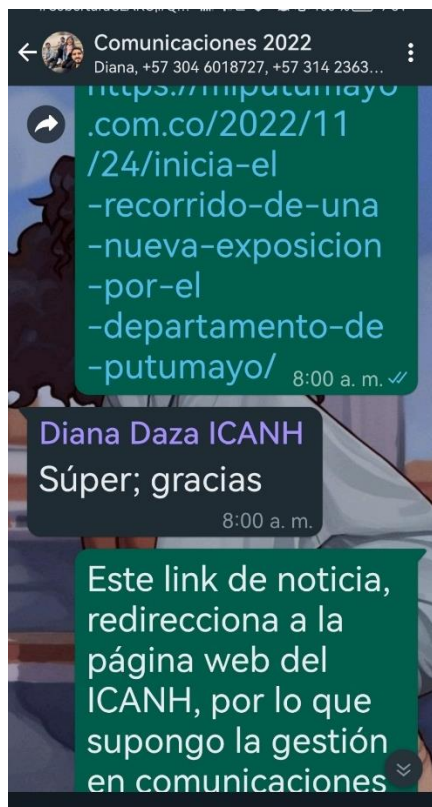 Comunicaciones 2022
Diana, +57 304 6018727, +57 314 2363...
https://miputumayo
.com.co/2022/11
/24/inicia-el
-recorrido-de-una
-nueva-exposicion
-por-el
-departamento-de
-putumayo/
8:00 a. m.
Diana Daza ICANH
Súper; gracias
8:00 a. m.
Este link de noticia,
redirecciona a la
página web del
ICANH, por lo que
supongo la gestión
en comunicaciones